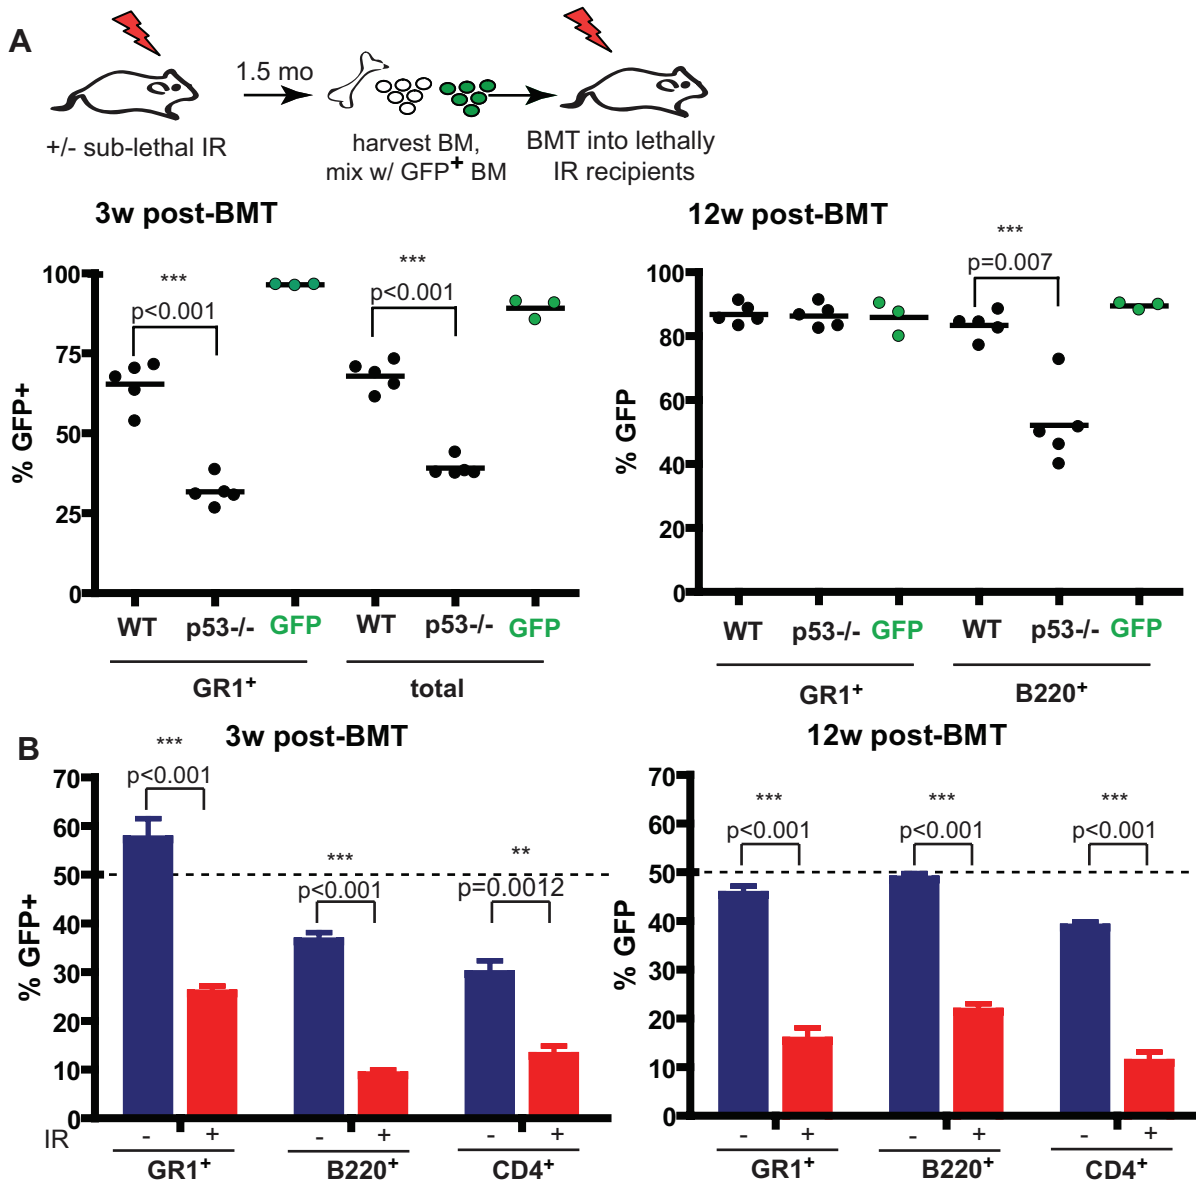 A
1.5 mo
+/- sub-lethal IR
harvest BM,
mix w/ GFP+ BM
BMT into lethally
IR recipients
3w post-BMT
% GFP+
100
75
50
25
0
***
p<0.001
***
p<0.001
WT p53-/- GFP WT p53-/- GFP
GR1+ total
12w post-BMT
% GFP
100
80
60
40
20
0
***
p=0.007
WT p53-/- GFP WT p53-/- GFP
GR1+ B220+
B
3w post-BMT
% GFP+
70
60
50
40
30
20
10
0
***
p<0.001
***
p<0.001
**
p=0.0012
IR - + - + - +
GR1+ B220+ CD4+
12w post-BMT
% GFP
70
60
50
40
30
20
10
0
***
p<0.001
***
p<0.001
***
p<0.001
- + - + - +
GR1+ B220+ CD4+